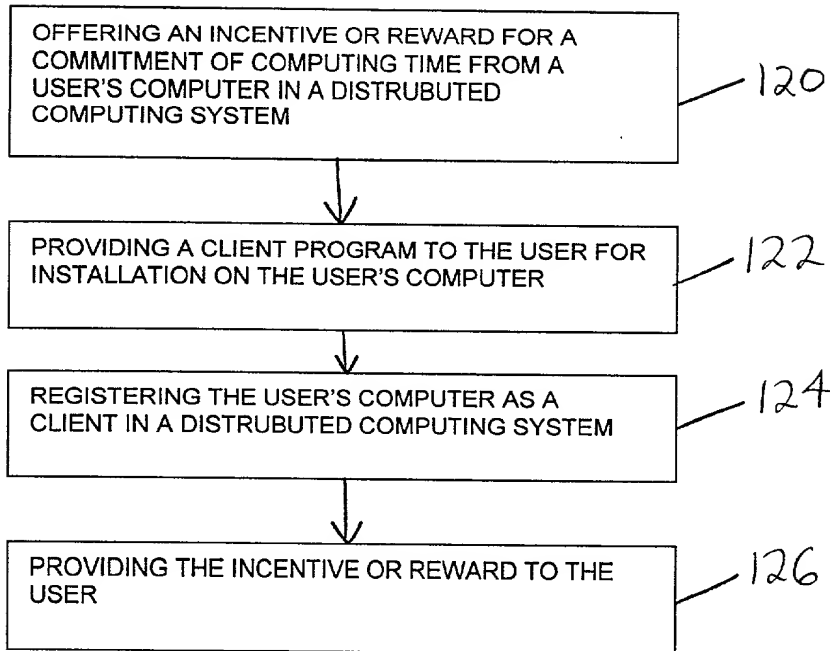 OFFERING AN INCENTIVE OR REWARD FOR A
COMMITMENT OF COMPUTING TIME FROM A
USER'S COMPUTER IN A DISTRUBUTED
COMPUTING SYSTEM
120
PROVIDING A CLIENT PROGRAM TO THE USER FOR
INSTALLATION ON THE USER'S COMPUTER
122
REGISTERING THE USER'S COMPUTER AS A
CLIENT IN A DISTRUBUTED COMPUTING SYSTEM
124
PROVIDING THE INCENTIVE OR REWARD TO THE
USER
126